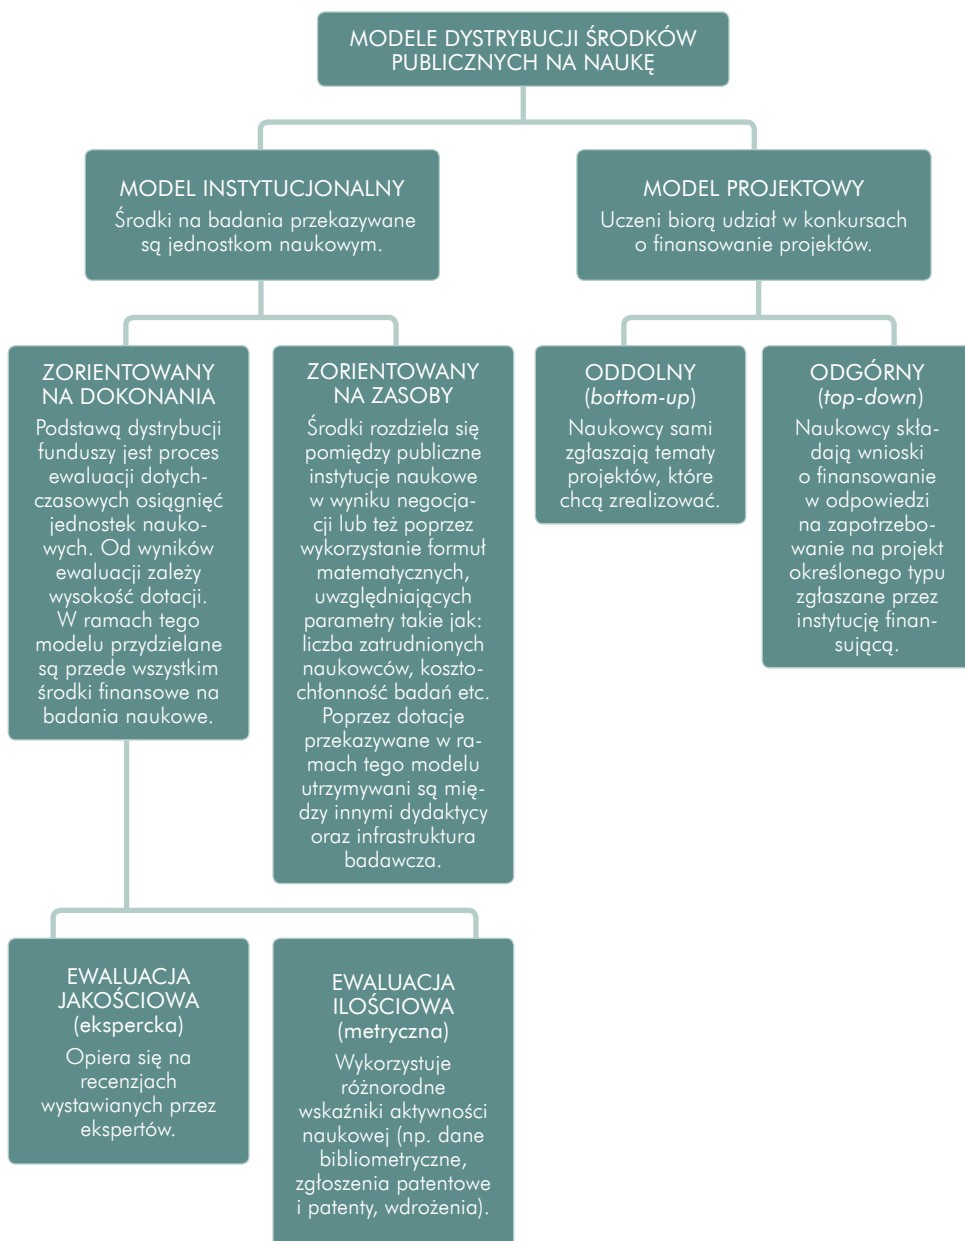 MODELE DYSTRYBUCJI ŚRODKÓW
PUBLICZNYCH NA NAUKĘ
MODEL INSTYTUCJONALNY
Środki na badania przekazywane
są jednostkom naukowym.
MODEL PROJEKTOWY
Uczeni biorą udział w konkursach
o finansowanie projektów.
ZORIENTOWANY
NA DOKONANIA
Podstawą dystrybucji
funduszy jest proces
ewaluacji dotych-
czasowych osiągnięć
jednostek nauko-
wych. Od wyników
ewaluacji zależy
wysokość dotacji.
W ramach tego
modelu przydzielane
są przede wszystkim
środki finansowe na
badania naukowe.
ZORIENTOWANY
NA ZASOBY
Środki rozdziela się
pomiędzy publiczne
instytucje naukowe
w wyniku negocja-
cji lub też poprzez
wykorzystanie formuł
matematycznych,
uwzględniających
parametry takie jak:
liczba zatrudnionych
naukowców, koszto-
chłonność badań etc.
Poprzez dotacje
przekazywane w ra-
mach tego modelu
utrzymywani są mię-
dzy innymi dydaktycy
oraz infrastruktura
badawcza.
ODDOLNY
(bottom-up)
Naukowcy sami
zgłaszają tematy
projektów, które
chcą zrealizować.
ODGÓRNY
(top-down)
Naukowcy skła-
dają wnioski
o finansowanie
w odpowiedzi
na zapotrzebo-
wanie na projekt
określonego typu
zgłaszane przez
instytucję finan-
sującą.
EWALUACJA
JAKOŚCIOWA
(ekspercka)
Opiera się na
recenzjach
wystawianych przez
ekspertów.
EWALUACJA
ILOŚCIOWA
(metryczna)
Wykorzystuje
różnorodne
wskaźniki aktywności
naukowej (np. dane
bibliometryczne,
zgłoszenia patentowe
i patenty, wdrożenia).